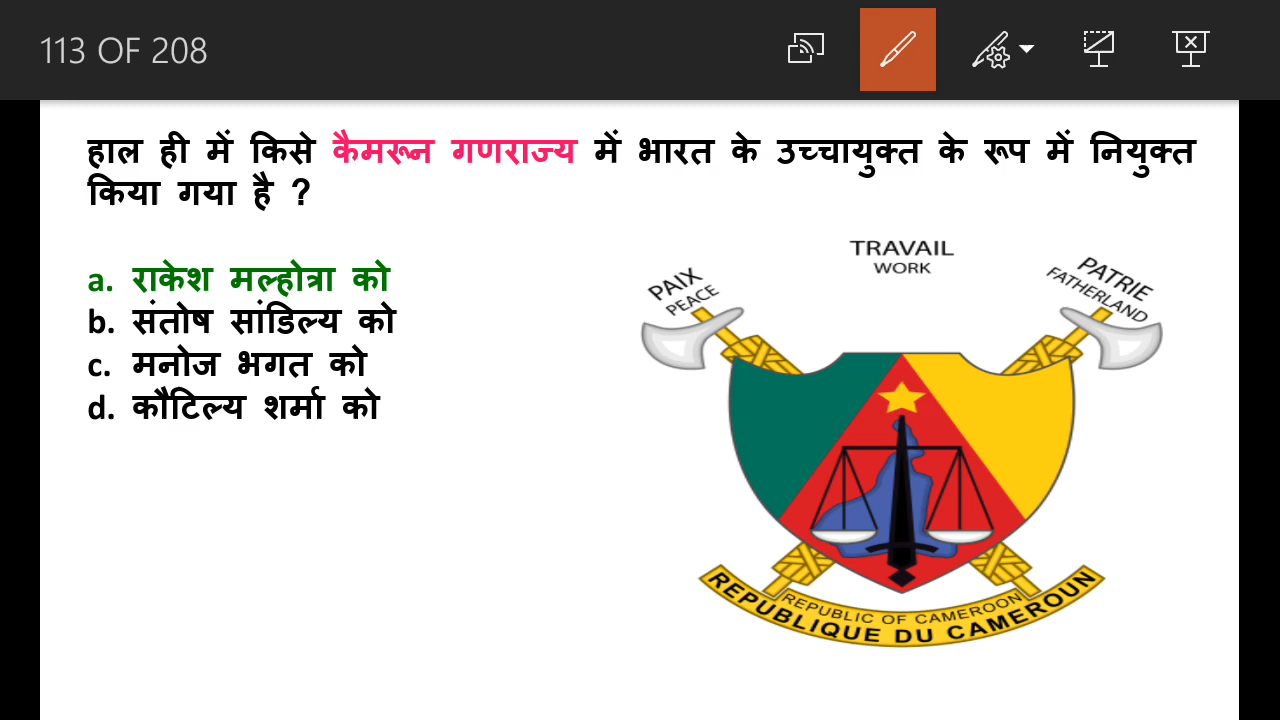 113 OF 208
हाल ही में किसे कैमरून गणराज्य में भारत के उच्चायुक्त के रूप में नियुक्त
किया गया है ?
a. राकेश मल्होत्रा को
b. संतोष सांडिल्य को
c. मनोज भगत को
d. कौटिल्य शर्मा को
PAIX
PEACE
TRAVAIL
WORK
PATRIE
FATHERLAND
REPUBLIC OF CAMEROON
REPUBLIQUE DU CAMEROUN